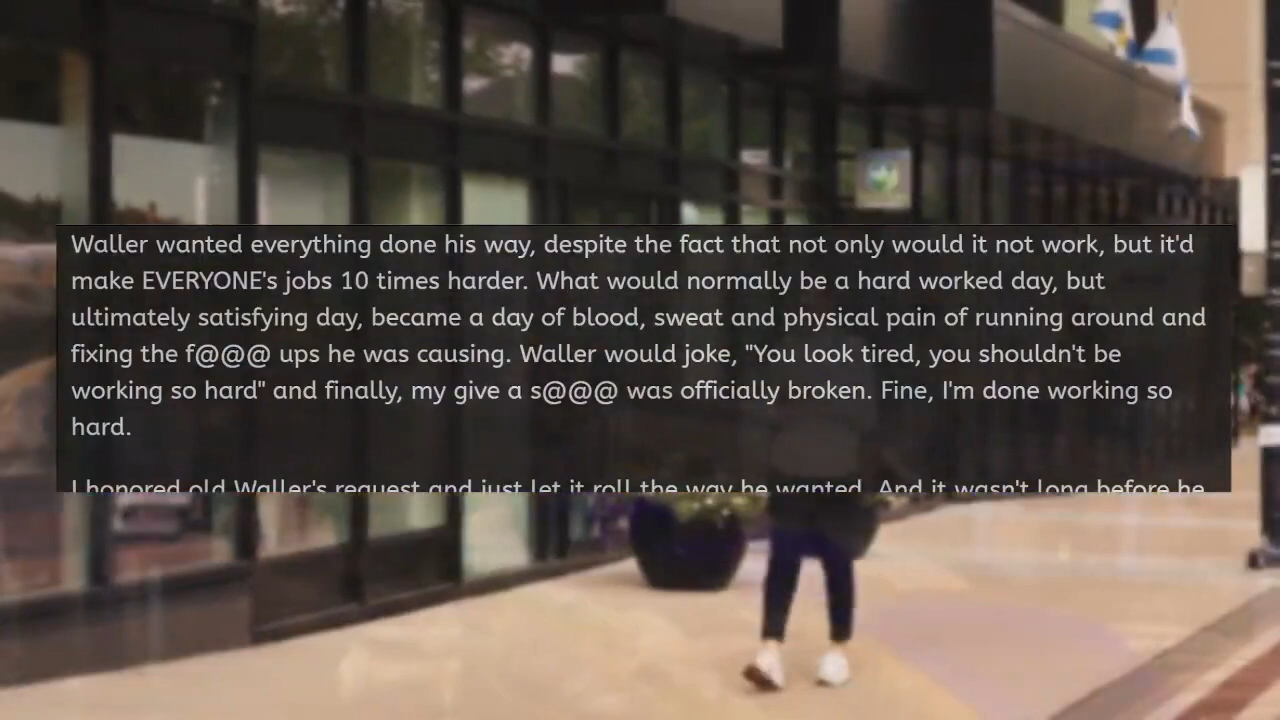 Waller wanted everything done his way, despite the fact that not only would it not work, but it'd
make EVERYONE's jobs 10 times harder. What would normally be a hard worked day, but
ultimately satisfying day, became a day of blood, sweat and physical pain of running around and
fixing the f@@@ ups he was causing. Waller would joke, "You look tired, you shouldn't be
working so hard" and finally, my give a s@@@ was officially broken. Fine, I'm done working so
hard.
I honored old Waller's request and just let it roll the way he wanted. And it wasn't long before he